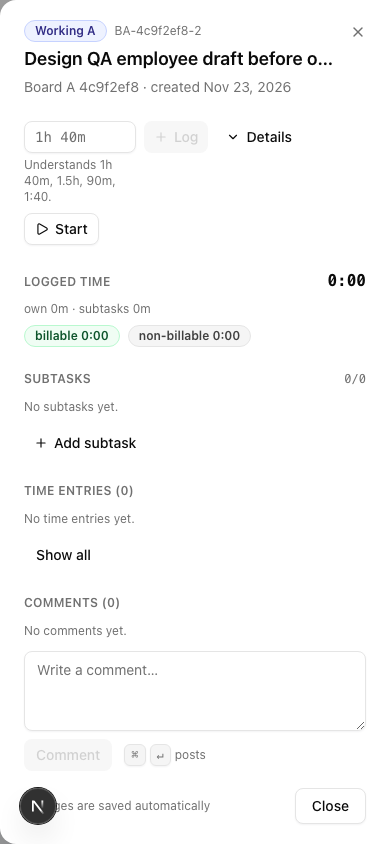 Working A BA-4c9f2ef8-2
Design QA employee draft before o...
Board A 4c9f2ef8 · created Nov 23, 2026
1h 40m + Log Details
Understands 1h
40m, 1.5h, 90m,
1:40.
Start
LOGGED TIME 0:00
own 0m · subtasks 0m
billable 0:00 non-billable 0:00
SUBTASKS 0/0
No subtasks yet.
+ Add subtask
TIME ENTRIES (0)
No time entries yet.
Show all
COMMENTS (0)
No comments yet.
Write a comment...
Comment ⌘ ↵ posts
N are saved automatically Close